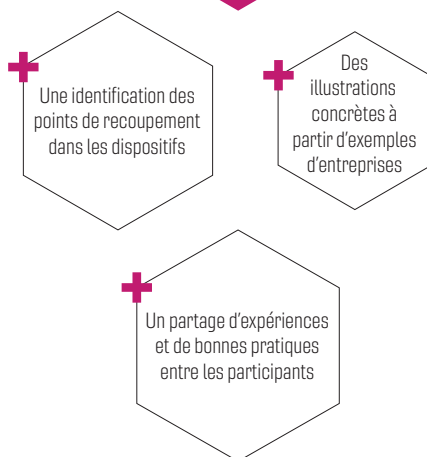 Une identification des
points de recoupement
dans les dispositifs
Des
illustrations
concrètes à
partir d'exemples
d'entreprises
Un partage d'expériences
et de bonnes pratiques
entre les participants